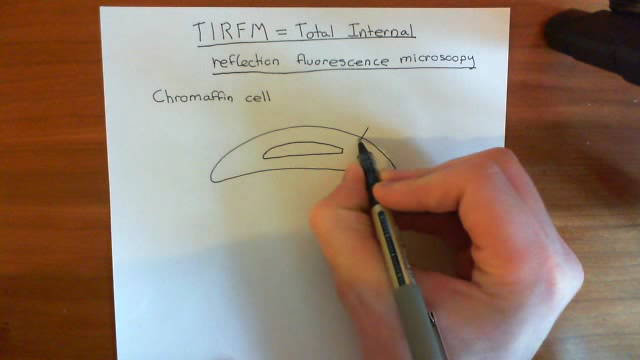 TIRFM = Total Internal
reflection fluorescence microscopy
Chromaffin cell